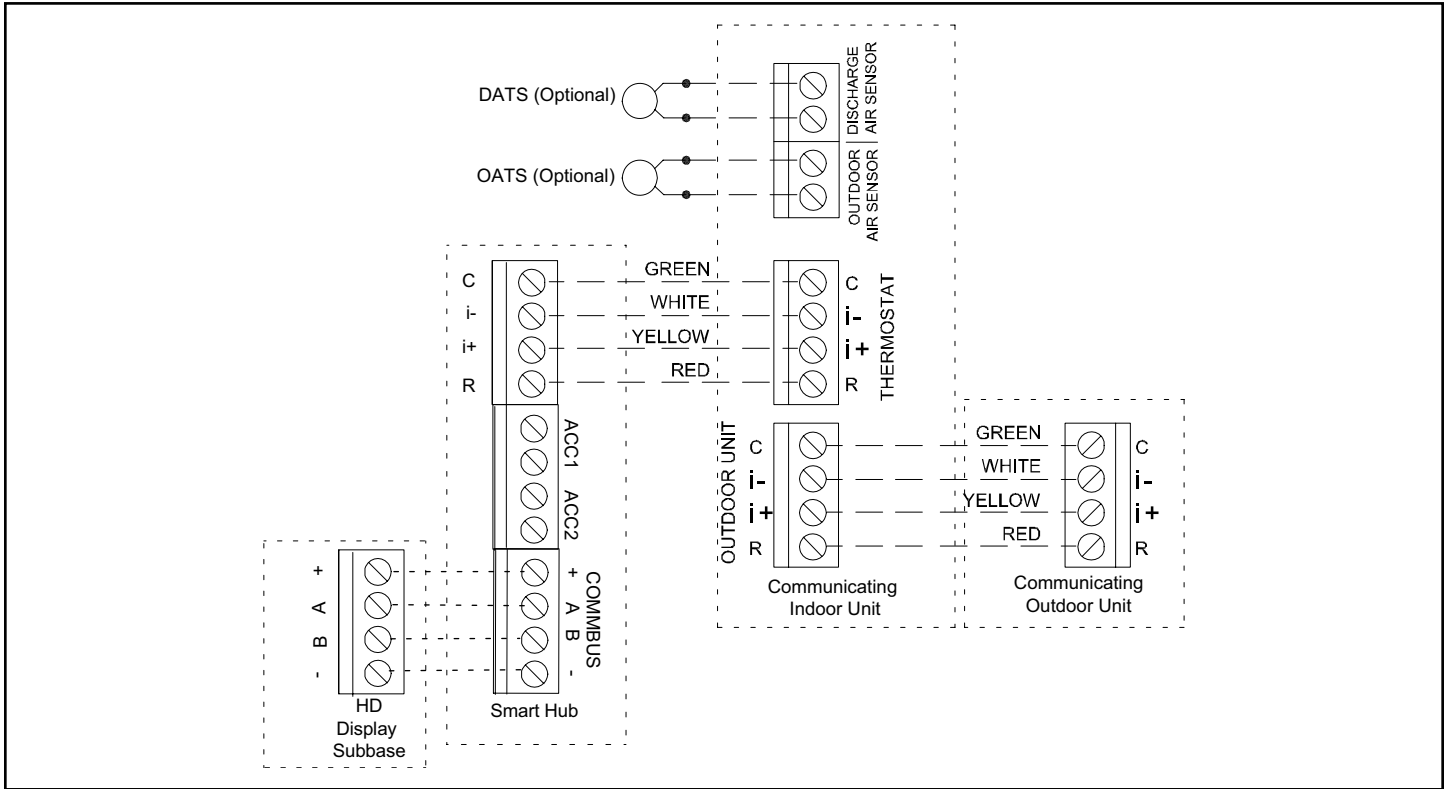 DATS (Optional)
DISCHARGE
AIR SENSOR
OATS (Optional)
OUTDOOR
AIR SENSOR
C GREEN C
i- WHITE i-
i+ YELLOW i+
R RED R
THERMOSTAT
ACC1
ACC2
OUTDOOR UNIT
C GREEN C
i- WHITE i-
i+ YELLOW i+
R RED R
Communicating
Indoor Unit
Communicating
Outdoor Unit
+ +
A A
B B
- -
COMMBUS
HD
Display
Subbase
Smart Hub